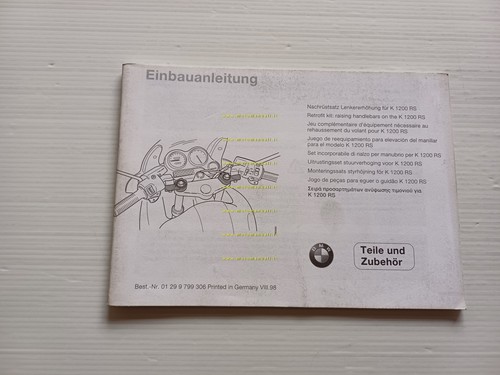 Einbauanleitung
Nachrüstsatz Lenkererhöhung für K 1200 RS
Retrofit kit: raising handlebars on the K 1200 RS
Jeu complémentaire d'équipement nécessaire au
rehaussement du volant pour K 1200 RS
Juego de reequipamiento para elevación del manillar
para el modelo K 1200 RS
Set incorporabile di rialzo per manubrio per K 1200 RS
Uitrustingsset stuurverhoging voor K 1200 RS
Monteringssats styrhöjning för K 1200 RS
Jogo de peças para erguer o guidão K 1200 RS
Σειρά προσαρτημάτων ανύψωσης τιμονιού για
K 1200 RS
BMW
Teile und
Zubehör
Best.-Nr. 01 29 9 799 306 Printed in Germany VIII.98